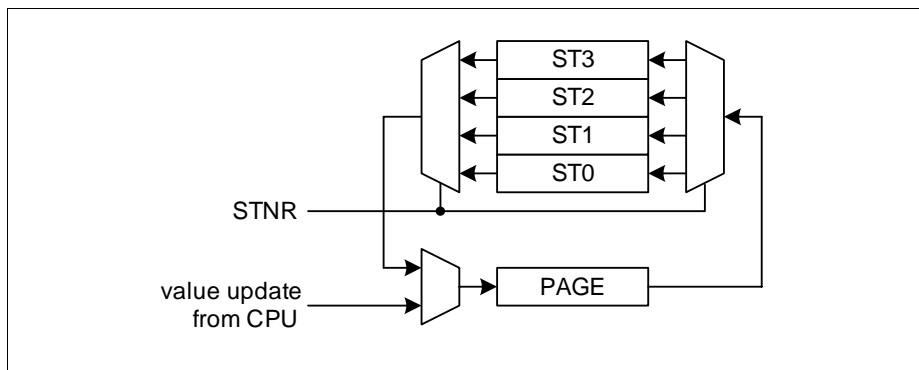 ST3
ST2
ST1
ST0
STNR
value update
from CPU
PAGE